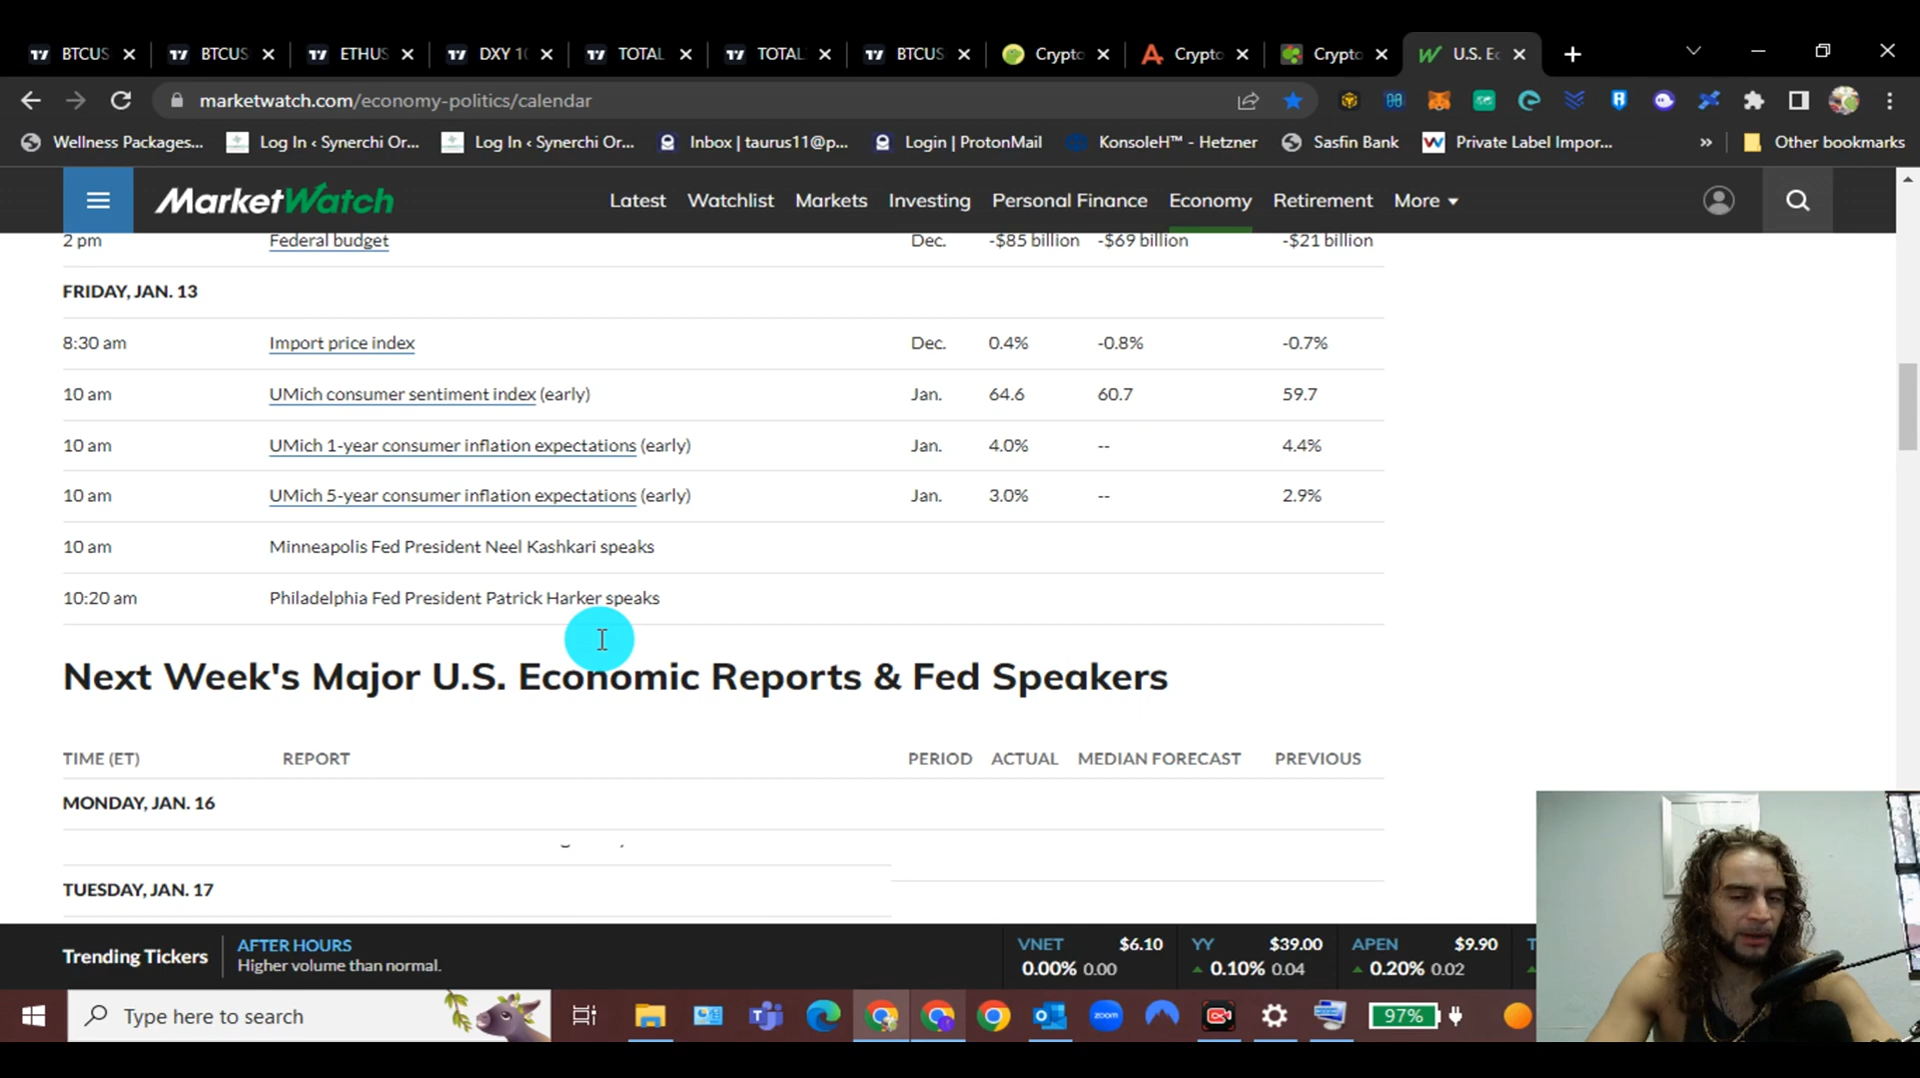 BTCUS BTCUS ETHUS DXY 10 TOTAL TOTAL BTCUS Crypto Crypto Crypto U.S. Ec
marketwatch.com/economy-politics/calendar
Wellness Packages... Log In ‹ Synerchi Or... Log In ‹ Synerchi Or... Inbox | taurus11@p... Login | ProtonMail KonsoleH™ - Hetzner Sasfin Bank Private Label Impor... » Other bookmarks
MarketWatch Latest Watchlist Markets Investing Personal Finance Economy Retirement More
2 pm Federal budget Dec. -$85 billion -$69 billion -$21 billion
FRIDAY, JAN. 13
8:30 am Import price index Dec. 0.4% -0.8% -0.7%
10 am UMich consumer sentiment index (early) Jan. 64.6 60.7 59.7
10 am UMich 1-year consumer inflation expectations (early) Jan. 4.0% -- 4.4%
10 am UMich 5-year consumer inflation expectations (early) Jan. 3.0% -- 2.9%
10 am Minneapolis Fed President Neel Kashkari speaks
10:20 am Philadelphia Fed President Patrick Harker speaks
Next Week's Major U.S. Economic Reports & Fed Speakers
TIME (ET) REPORT PERIOD ACTUAL MEDIAN FORECAST PREVIOUS
MONDAY, JAN. 16
TUESDAY, JAN. 17
Trending Tickers AFTER HOURS VNET $6.10 YY $39.00 APEN $9.90 T
Higher volume than normal. 0.00% 0.00 0.10% 0.04 0.20% 0.02
Type here to search zoom 97%